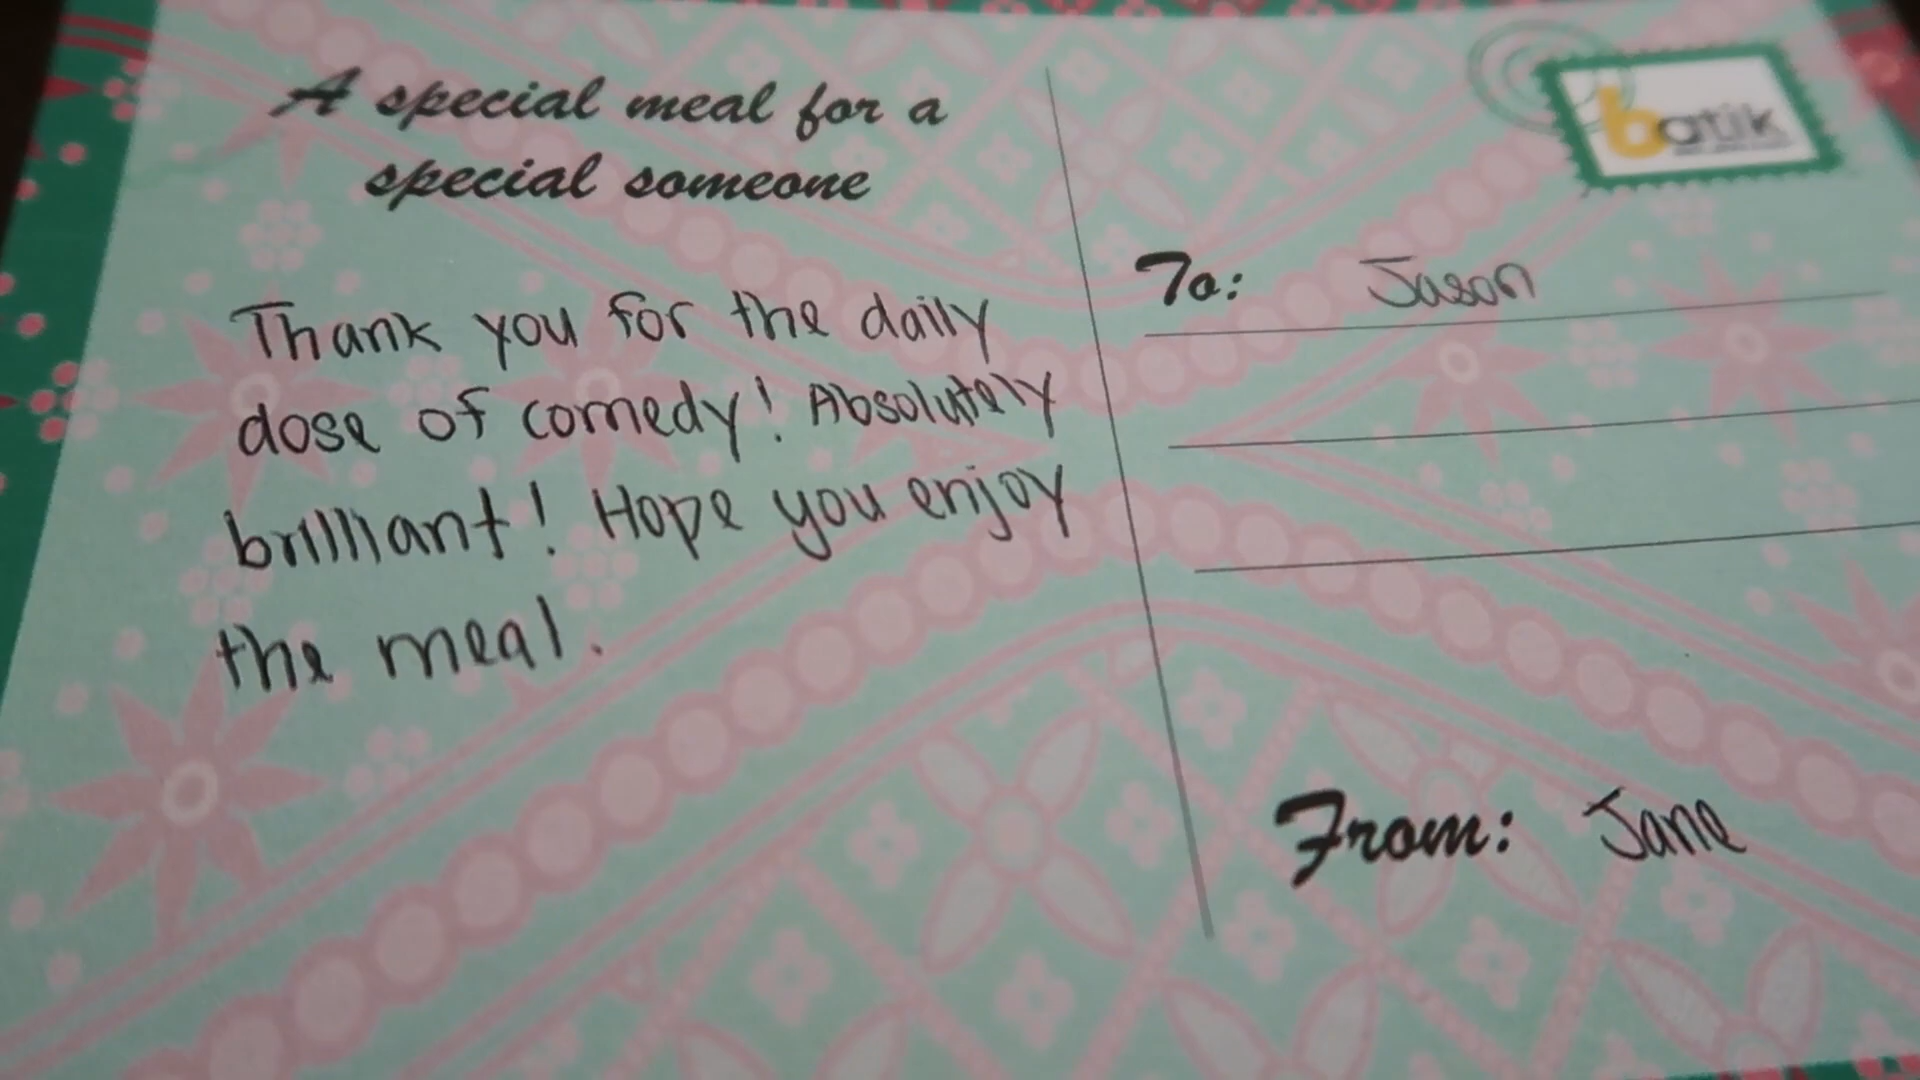 A special meal for a
special someone
Thank you for the daily
dose of comedy! Absolutely
brilliant! Hope you enjoy
the meal.
batik
To: Jason
From: Jane